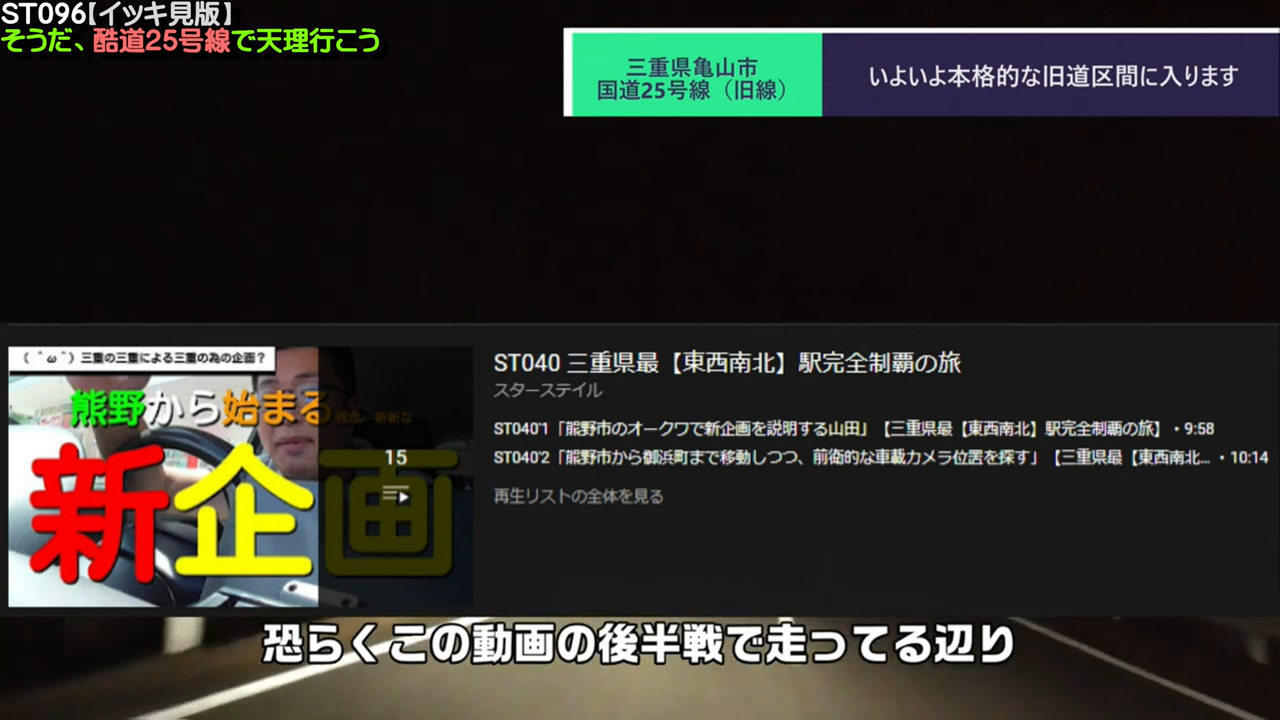 ST096【イッキ見版】
そうだ、酷道25号線で天理行こう
三重県亀山市
国道25号線（旧線）
いよいよ本格的な旧道区間に入ります
（＾ω＾）三重の三重による三重の為の企画？
熊野から始まる
新企画
15
ST040 三重県最【東西南北】駅完全制覇の旅
スターステイル
ST040'1「熊野市のオークワで新企画を説明する山田」【三重県最【東西南北】駅完全制覇の旅】・9:58
ST040'2「熊野市から御浜町まで移動しつつ、前衛的な車載カメラ位置を探す」【三重県最【東西南北... ・10:14
再生リストの全体を見る
恐らくこの動画の後半戦で走ってる辺り